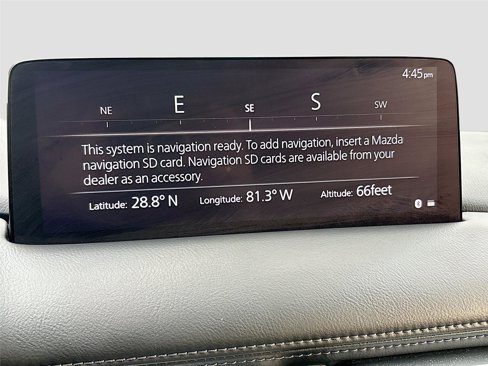 4:45pm
NE E SE S SW
This system is navigation ready. To add navigation, insert a Mazda
navigation SD card. Navigation SD cards are available from your
dealer as an accessory.
Latitude: 28.8° N Longitude: 81.3° W Altitude: 66feet